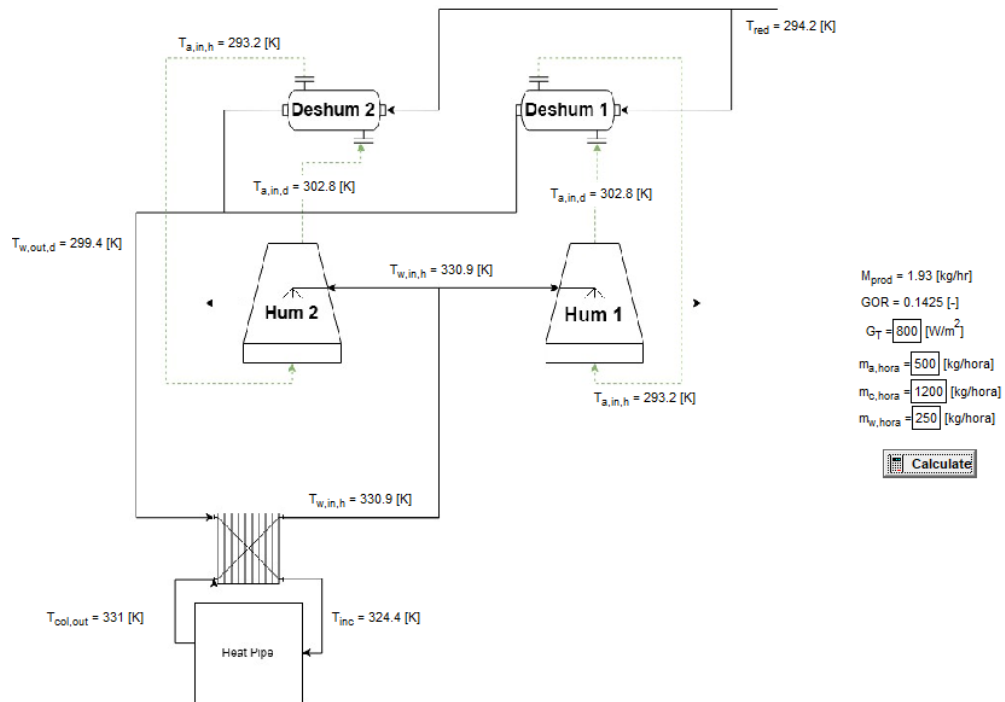 T_red = 294.2 [K]
T_a,in,h = 293.2 [K]
Deshum 2
Deshum 1
T_a,in,d = 302.8 [K]
T_a,in,d = 302.8 [K]
T_w,out,d = 299.4 [K]
T_w,in,h = 330.9 [K]
Hum 2
Hum 1
M_prod = 1.93 [kg/hr]
GOR = 0.1425 [-]
G_T = 800 [W/m^2]
m_a,hora = 500 [kg/hora]
m_c,hora = 1200 [kg/hora]
m_w,hora = 250 [kg/hora]
T_a,in,h = 293.2 [K]
Calculate
T_w,in,h = 330.9 [K]
T_col,out = 331 [K]
T_inc = 324.4 [K]
Heat Pipe